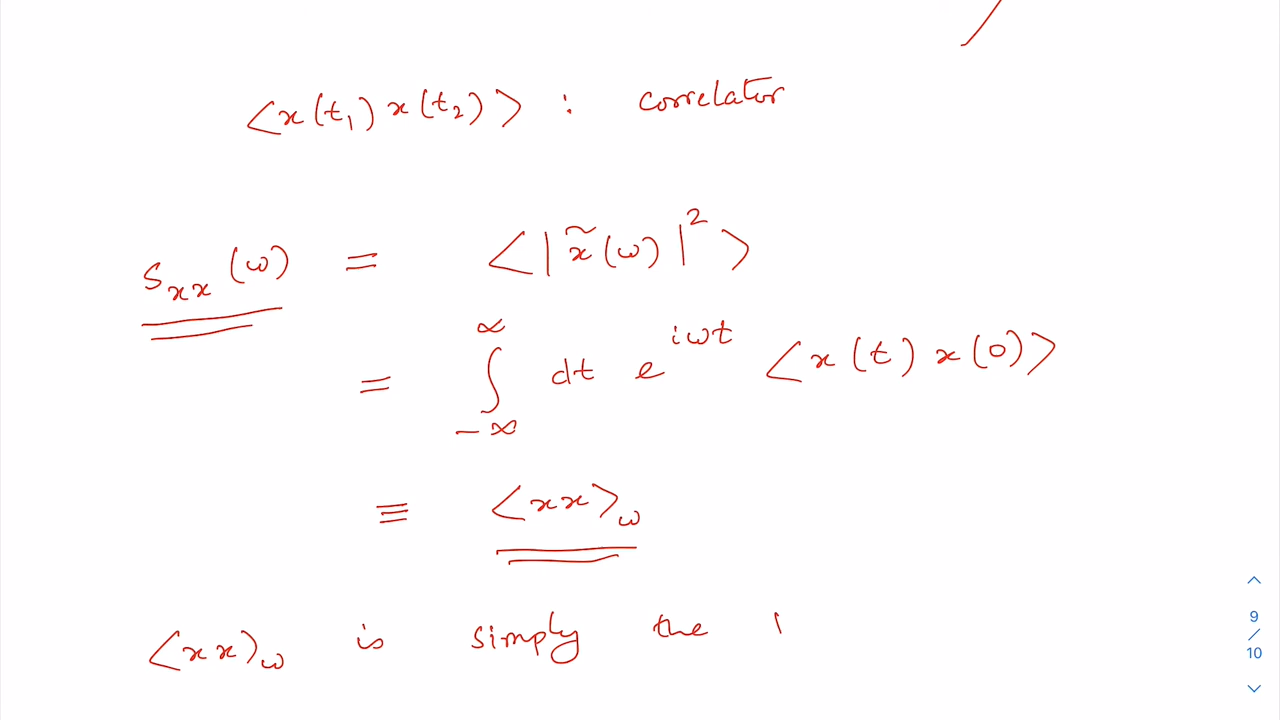 <x(t₁) x(t₂)> : correlator
S_xx (ω) = <|x̃(ω)|²>
= ∫_{-∞}^{∞} dt e^{iωt} <x(t) x(0)>
≡ <xx>_ω
<xx>_ω is simply the
9
/
10